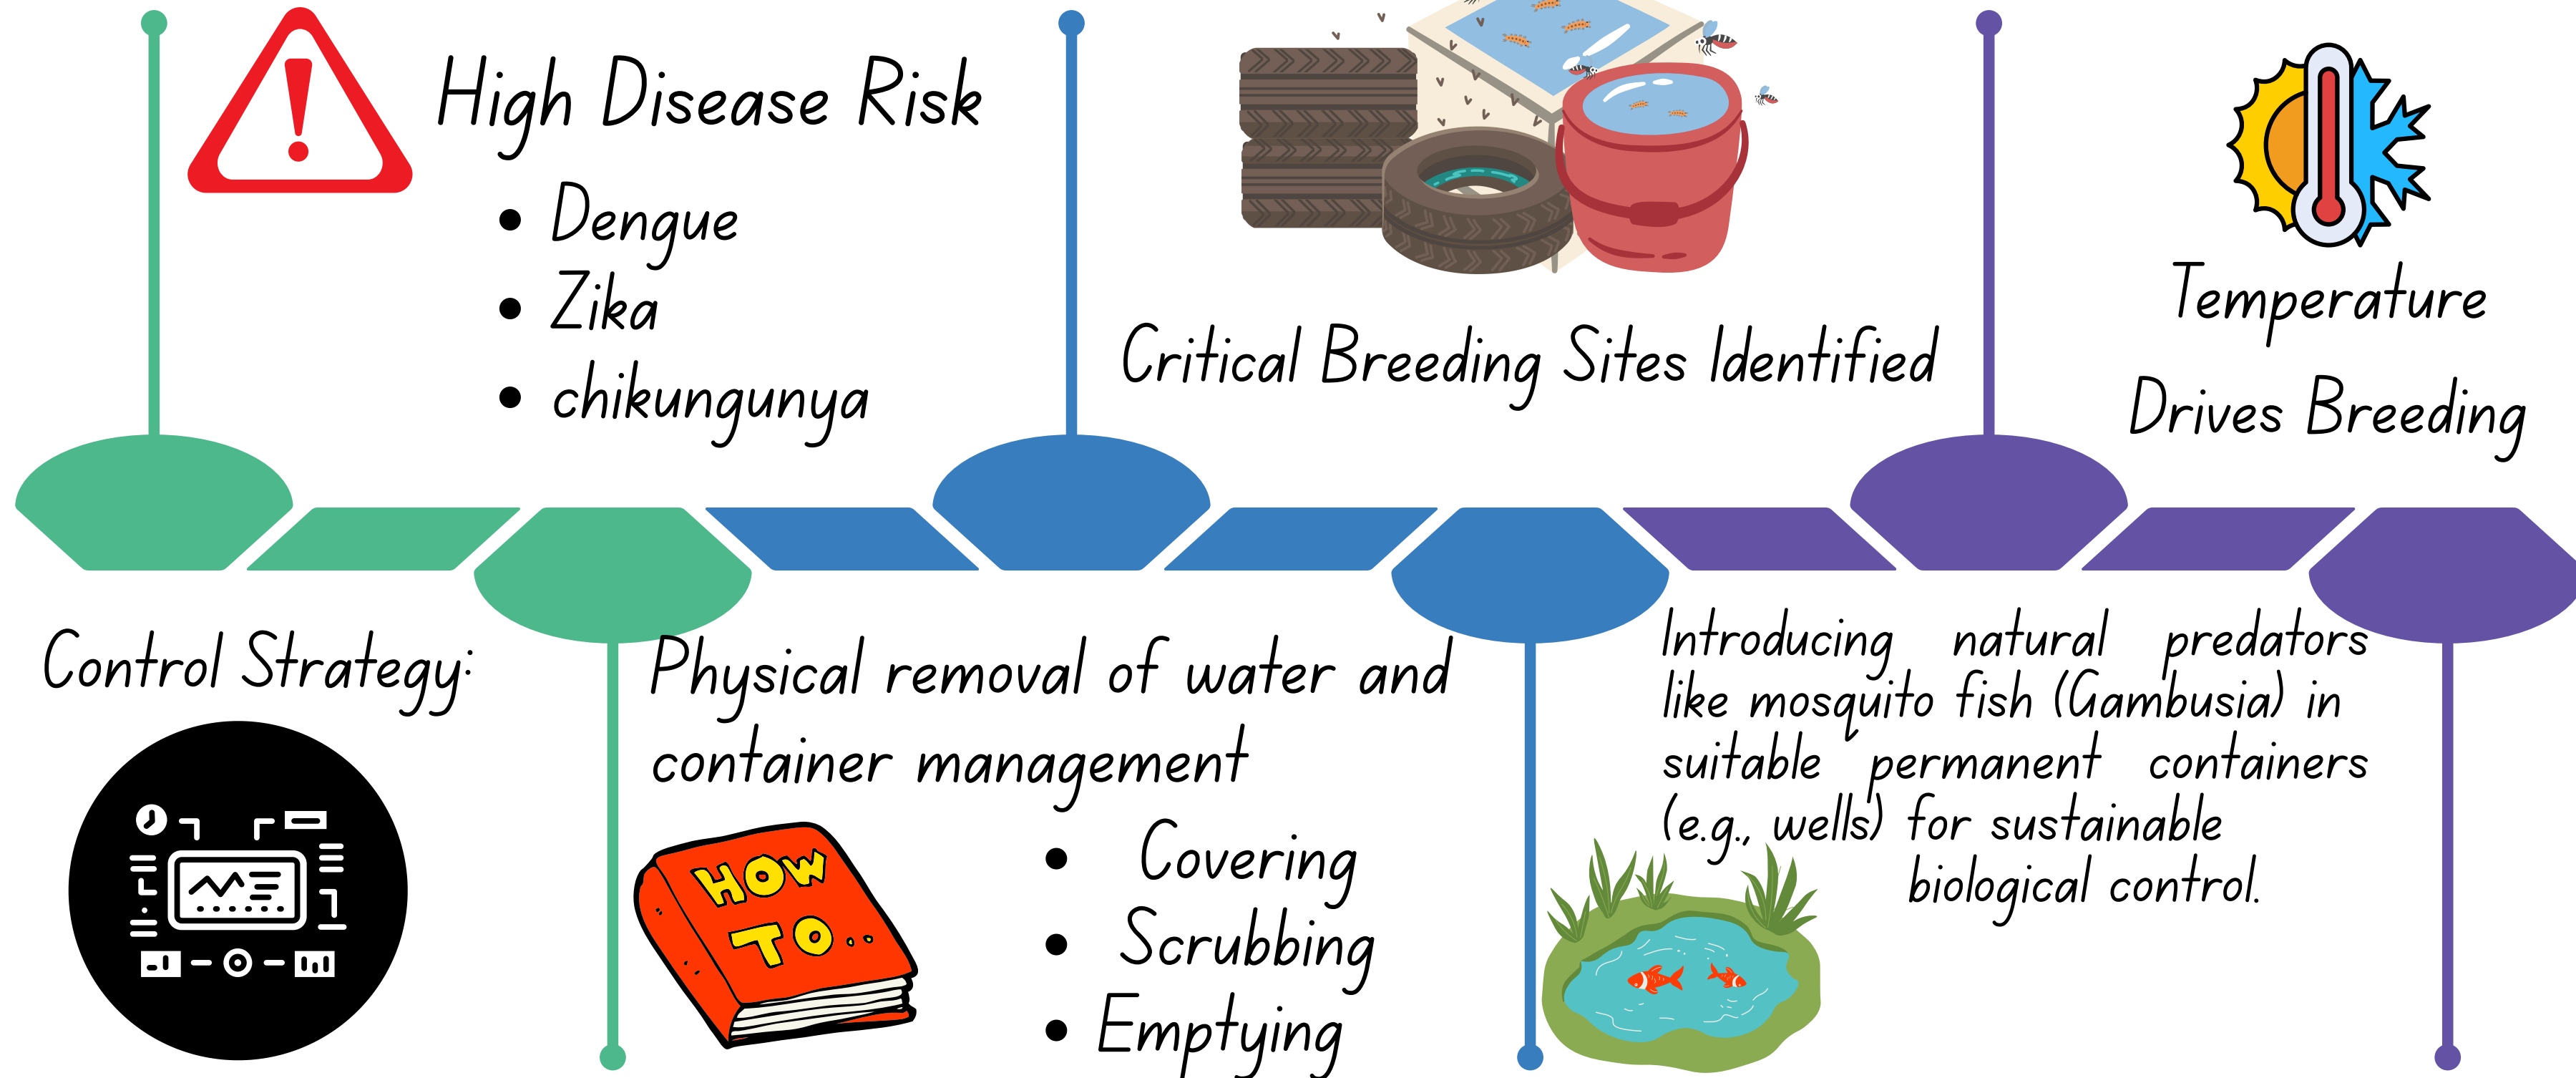 High Disease Risk
• Dengue
• Zika
• chikungunya
Critical Breeding Sites Identified
Temperature
Drives Breeding
Control Strategy:
Physical removal of water and
container management
HOW
TO..
• Covering
• Scrubbing
• Emptying
Introducing natural predators
like mosquito fish (Gambusia) in
suitable permanent containers
(e.g., wells) for sustainable
biological control.